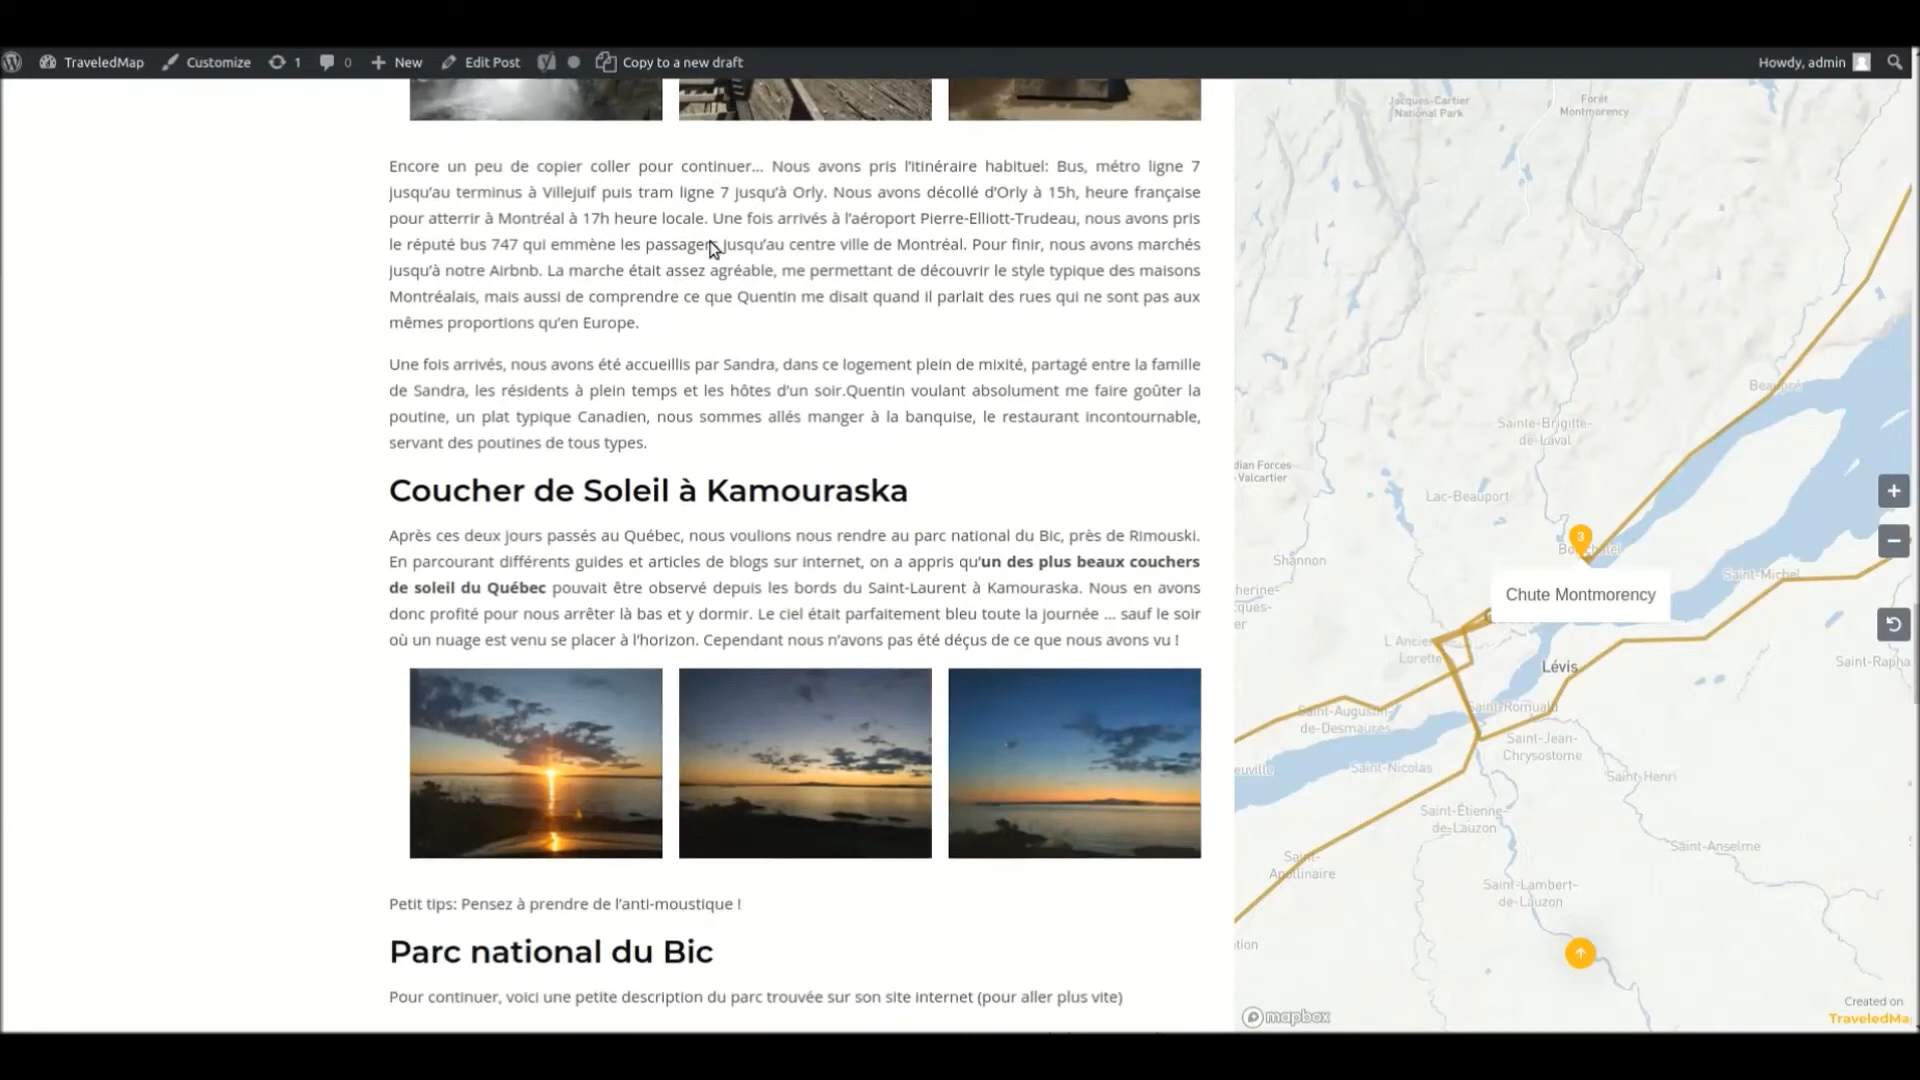 TraveledMap Customize 1 0 New Edit Post Copy to a new draft Howdy, admin
Encore un peu de copier coller pour continuer... Nous avons pris l'itinéraire habituel: Bus, métro ligne 7
jusqu'au terminus à Villejuif puis tram ligne 7 jusqu'à Orly. Nous avons décollé d'Orly à 15h, heure française
pour atterrir à Montréal à 17h heure locale. Une fois arrivés à l'aéroport Pierre-Elliott-Trudeau, nous avons pris
le réputé bus 747 qui emmène les passagers jusqu'au centre ville de Montréal. Pour finir, nous avons marchés
jusqu'à notre Airbnb. La marche était assez agréable, me permettant de découvrir le style typique des maisons
Montréalais, mais aussi de comprendre ce que Quentin me disait quand il parlait des rues qui ne sont pas aux
mêmes proportions qu'en Europe.
Une fois arrivés, nous avons été accueillis par Sandra, dans ce logement plein de mixité, partagé entre la famille
de Sandra, les résidents à plein temps et les hôtes d'un soir.Quentin voulant absolument me faire goûter la
poutine, un plat typique Canadien, nous sommes allés manger à la banquise, le restaurant incontournable,
servant des poutines de tous types.
Coucher de Soleil à Kamouraska
Après ces deux jours passés au Québec, nous voulions nous rendre au parc national du Bic, près de Rimouski.
En parcourant différents guides et articles de blogs sur internet, on a appris qu'un des plus beaux couchers
de soleil du Québec pouvait être observé depuis les bords du Saint-Laurent à Kamouraska. Nous en avons
donc profité pour nous arrêter là bas et y dormir. Le ciel était parfaitement bleu toute la journée ... sauf le soir
où un nuage est venu se placer à l'horizon. Cependant nous n'avons pas été déçus de ce que nous avons vu !
Petit tips: Pensez à prendre de l'anti-moustique !
Parc national du Bic
Pour continuer, voici une petite description du parc trouvée sur son site internet (pour aller plus vite)
Jacques-Cartier
National Park
Forêt
Montmorency
Beaupré
Sainte-Brigitte-
de-Laval
dian Forces
Valcartier
Lac-Beauport
3
Shannon
Saint-Michel
Chute Montmorency
herine-
cques-
er
L'Ancie
Lorette
Lévis
Saint-Rapha
Saint-Augustin-
de-Desmaures
Saint-Romuald
Saint-Jean-
Chrysostome
euville
Saint-Nicolas
Saint-Henri
Saint-Étienne-
de-Lauzon
Saint-Anselme
Saint-
Apollinaire
Saint-Lambert-
de-Lauzon
tion
mapbox
Created on
TraveledMa